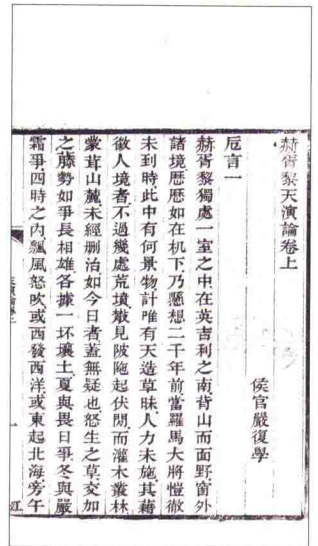 赫胥黎天演論卷上
侯官嚴復學
卮言一
赫胥黎獨處一室之中在英吉利之南背山而面野窗外
諸境歷歷如在机下乃懸想二千年前當羅馬大將愷徹
未到時此中有何景物計唯有天造草昧人力未施其藉
徵人境者不過幾處荒墳散見陂陁起伏間而灌木叢林
蒙茸山麓未經刪治如今日者蓋無疑也怒生之草交加
之藤勢如爭長相雄各據一抔壤土夏與畏日爭冬與嚴
霜爭四時之內飄風怒吹或西發西洋或東起北海旁午
一